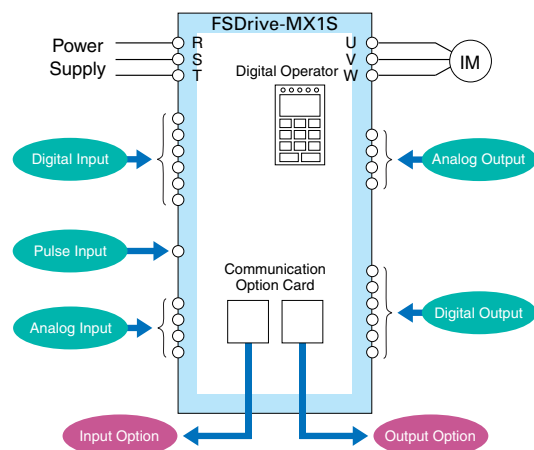 FSDrive-MX1S
Power
Supply
R
S
T
U
V
W
IM
Digital Operator
Digital Input
Analog Output
Pulse Input
Communication
Option Card
Analog Input
Digital Output
Input Option
Output Option